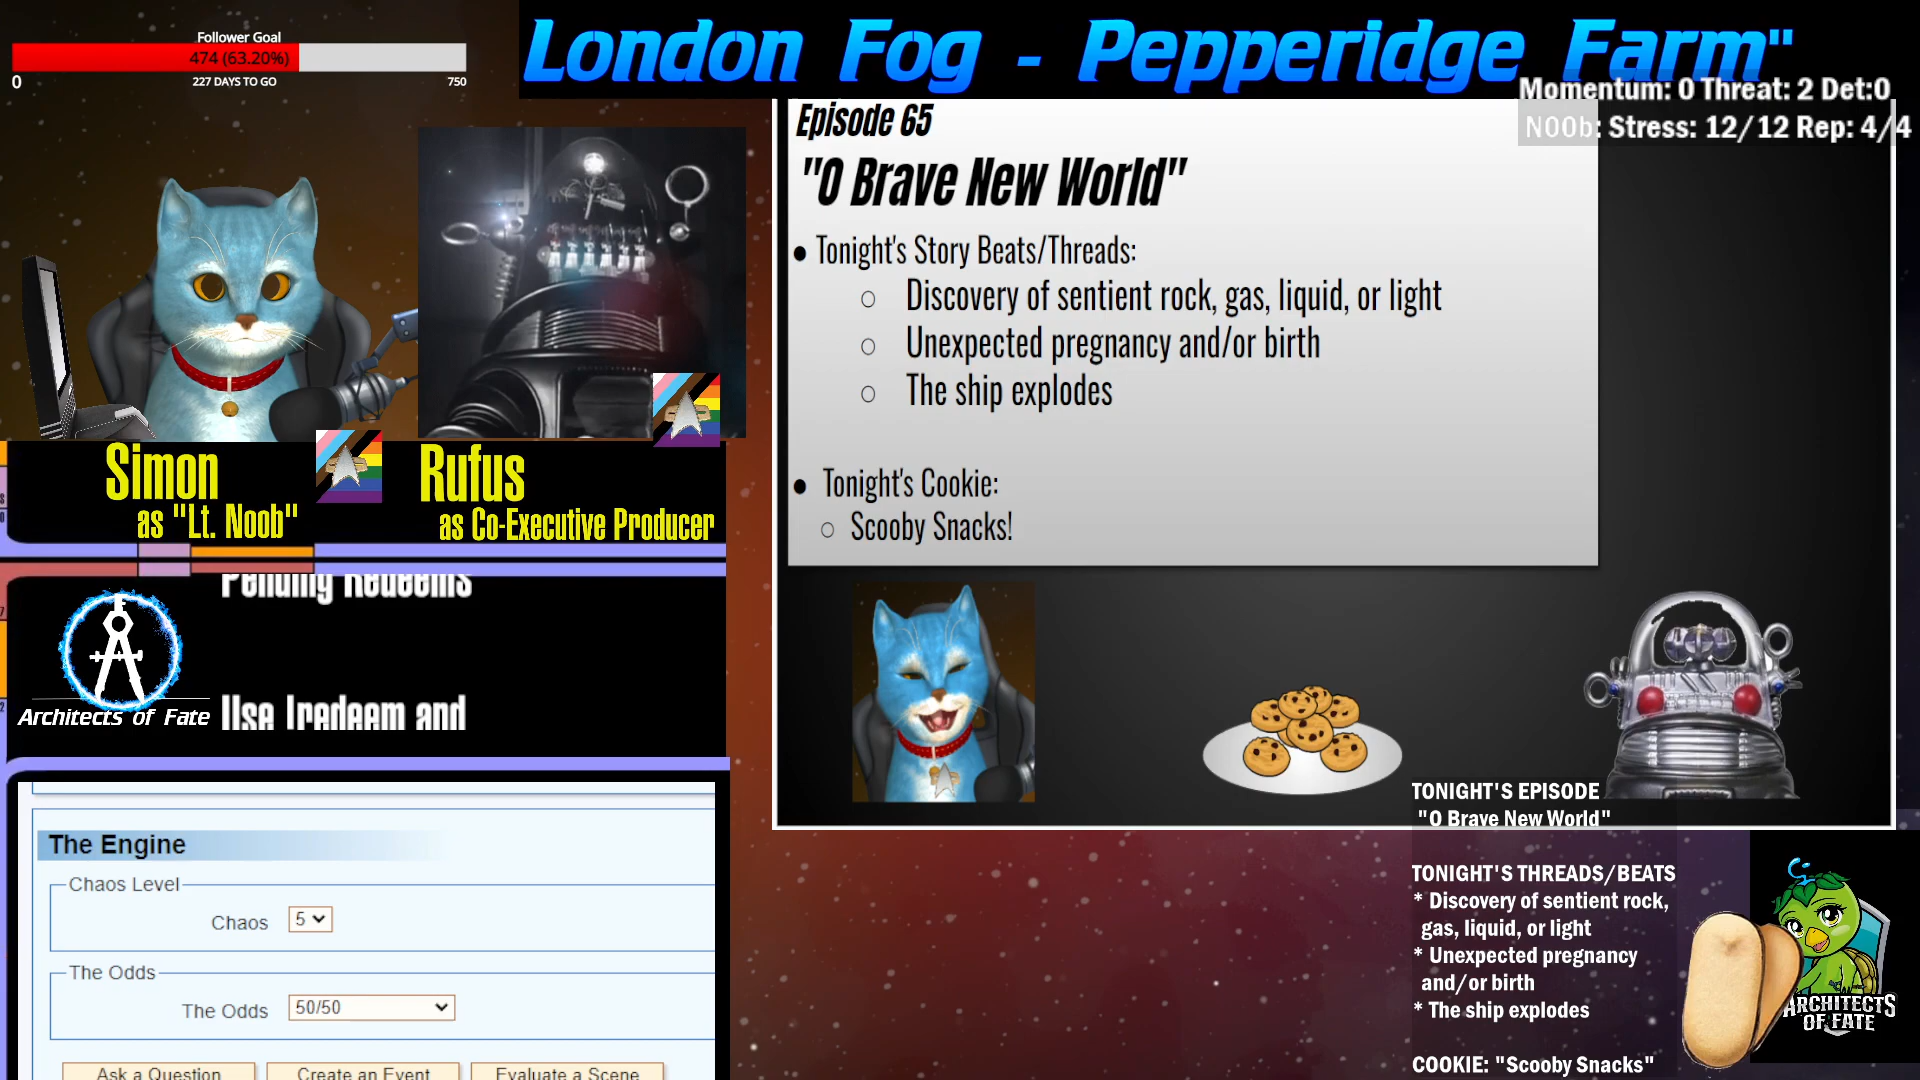 London Fog - Pepperidge Farm"
Follower Goal
474 (63.20%)
0
227 DAYS TO GO
750
Momentum: 0 Threat: 2 Det:0
N00b: Stress: 12/12 Rep: 4/4
Episode 65
"O Brave New World"
● Tonight's Story Beats/Threads:
○ Discovery of sentient rock, gas, liquid, or light
○ Unexpected pregnancy and/or birth
○ The ship explodes
● Tonight's Cookie:
○ Scooby Snacks!
Simon
as "Lt. Noob"
Rufus
as Co-Executive Producer
Pending Redeems
Use !redeem and
Architects of Fate
The Engine
Chaos Level
Chaos 5
The Odds
The Odds 50/50
Ask a Question
Create an Event
Evaluate a Scene
TONIGHT'S EPISODE
"O Brave New World"
TONIGHT'S THREADS/BEATS
* Discovery of sentient rock,
gas, liquid, or light
* Unexpected pregnancy
and/or birth
* The ship explodes
COOKIE: "Scooby Snacks"
ARCHITECTS
OF FATE